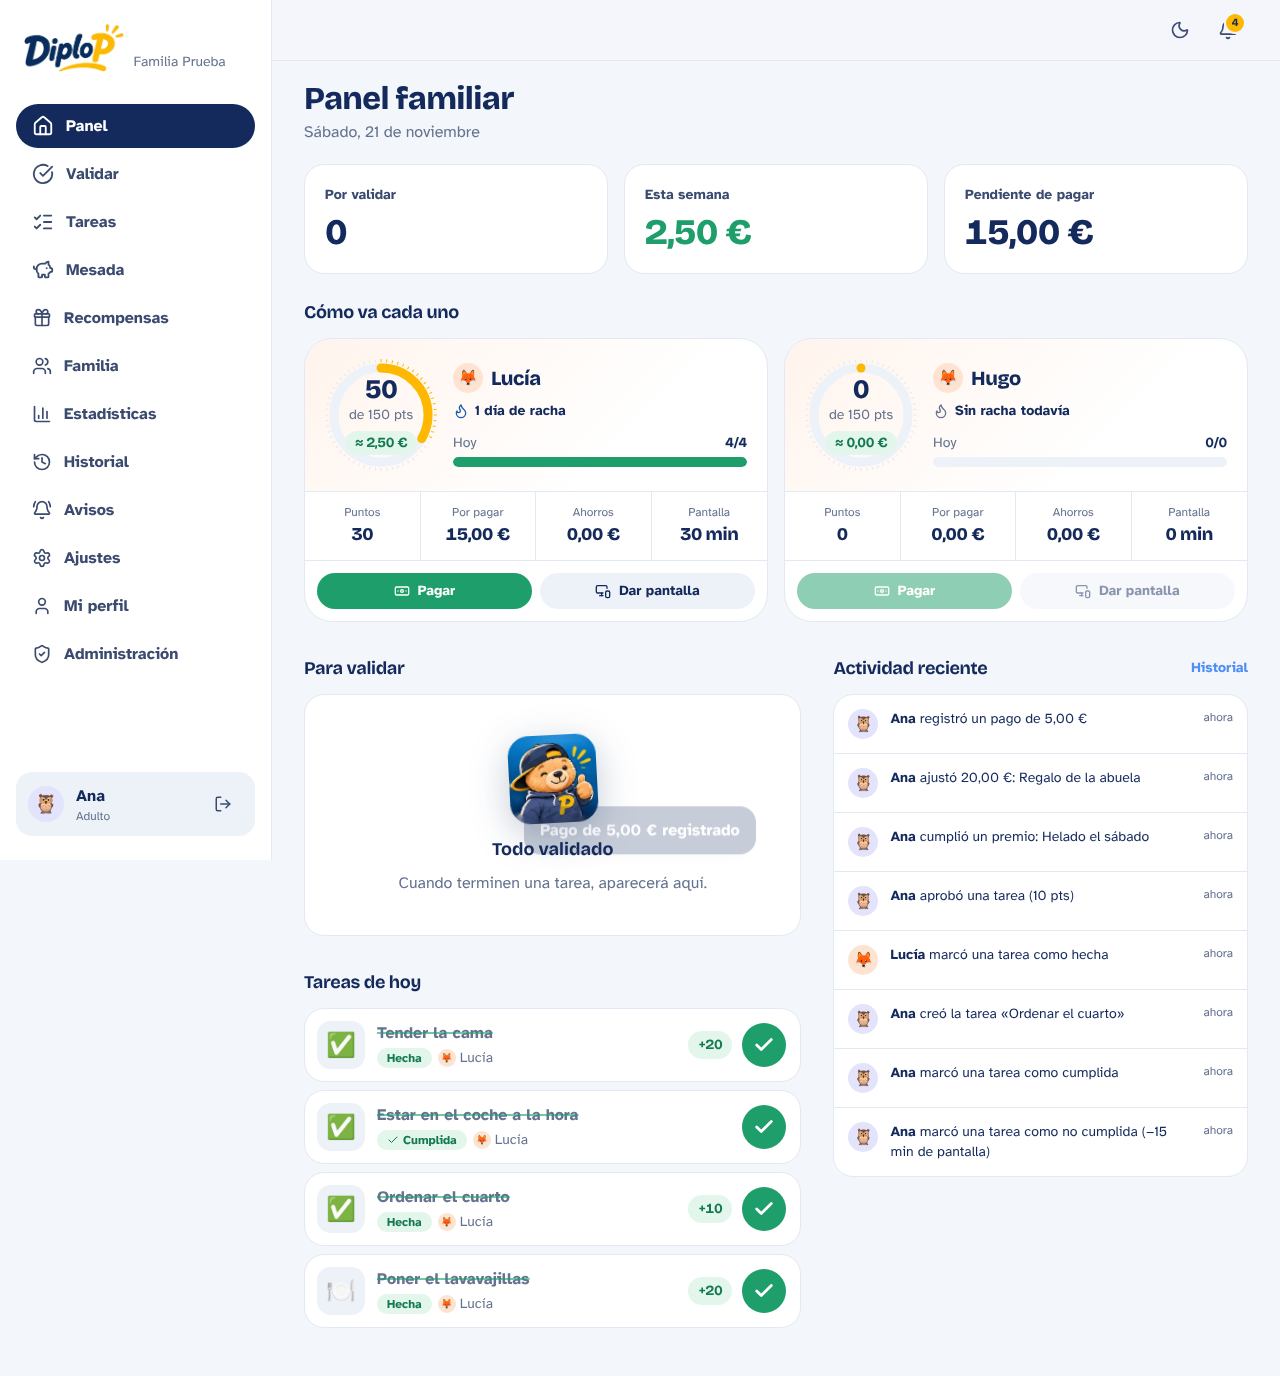 DiploP
Familia Prueba
4
Panel
Validar
Tareas
Mesada
Recompensas
Familia
Estadísticas
Historial
Avisos
Ajustes
Mi perfil
Administración
Ana
Adulto
Panel familiar
Sábado, 21 de noviembre
Por validar
0
Esta semana
2,50 €
Pendiente de pagar
15,00 €
Cómo va cada uno
50
de 150 pts
≈ 2,50 €
Lucía
1 día de racha
Hoy
4/4
Puntos
30
Por pagar
15,00 €
Ahorros
0,00 €
Pantalla
30 min
Pagar
Dar pantalla
0
de 150 pts
≈ 0,00 €
Hugo
Sin racha todavía
Hoy
0/0
Puntos
0
Por pagar
0,00 €
Ahorros
0,00 €
Pantalla
0 min
Pagar
Dar pantalla
Para validar
P
Pago de 5,00 € registrado
Todo validado
Cuando terminen una tarea, aparecerá aquí.
Tareas de hoy
Tender la cama
Hecha
Lucía
+20
Estar en el coche a la hora
Cumplida
Lucía
Ordenar el cuarto
Hecha
Lucía
+10
Poner el lavavajillas
Hecha
Lucía
+20
Actividad reciente
Historial
Ana registró un pago de 5,00 €
ahora
Ana ajustó 20,00 €: Regalo de la abuela
ahora
Ana cumplió un premio: Helado el sábado
ahora
Ana aprobó una tarea (10 pts)
ahora
Lucía marcó una tarea como hecha
ahora
Ana creó la tarea «Ordenar el cuarto»
ahora
Ana marcó una tarea como cumplida
ahora
Ana marcó una tarea como no cumplida (−15
min de pantalla)
ahora